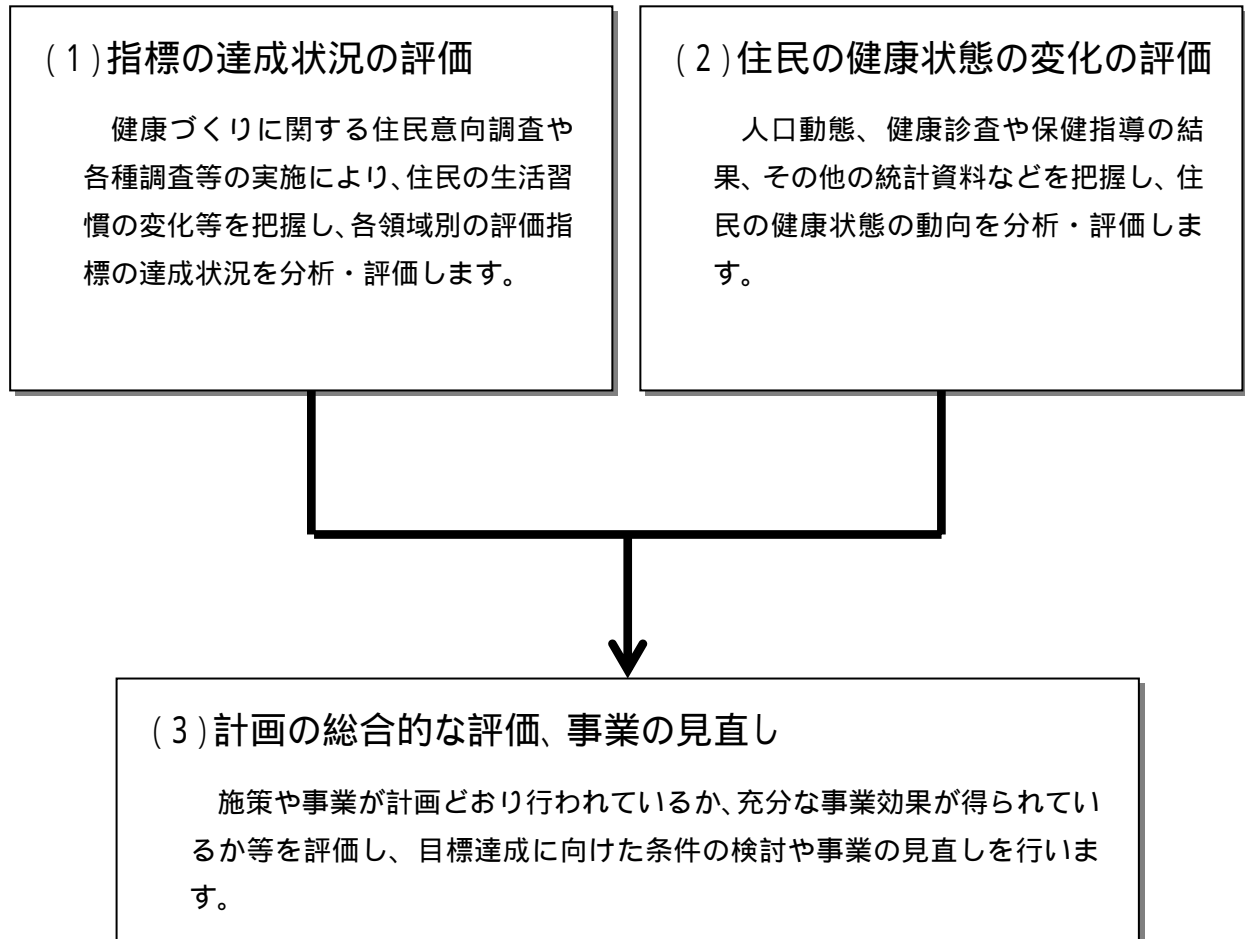 (1)指標の達成状況の評価
健康づくりに関する住民意向調査や
各種調査等の実施により、住民の生活習
慣の変化等を把握し、各領域別の評価指
標の達成状況を分析・評価します。
(2)住民の健康状態の変化の評価
人口動態、健康診査や保健指導の結
果、その他の統計資料などを把握し、住
民の健康状態の動向を分析・評価しま
す。
(3)計画の総合的な評価、事業の見直し
施策や事業が計画どおり行われているか、充分な事業効果が得られてい
るか等を評価し、目標達成に向けた条件の検討や事業の見直しを行いま
す。